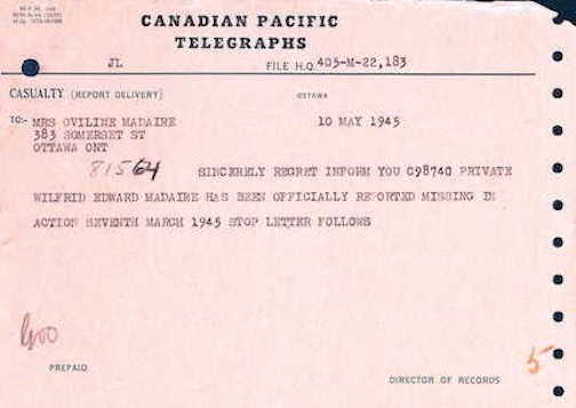 CANADIAN PACIFIC
TELEGRAPHS
JL
FILE H.Q. 405-M-22,183
CASUALTY (REPORT DELIVERY)
OTTAWA
TO:- MRS OVILINE MADAIRE 10 MAY 1945
383 SOMERSET ST
OTTAWA ONT
81564
SINCERELY REGRET INFORM YOU C98740 PRIVATE
WILFRID EDWARD MADAIRE HAS BEEN OFFICIALLY REPORTED MISSING IN
ACTION SEVENTH MARCH 1945 STOP LETTER FOLLOWS
5
PREPAID
DIRECTOR OF RECORDS